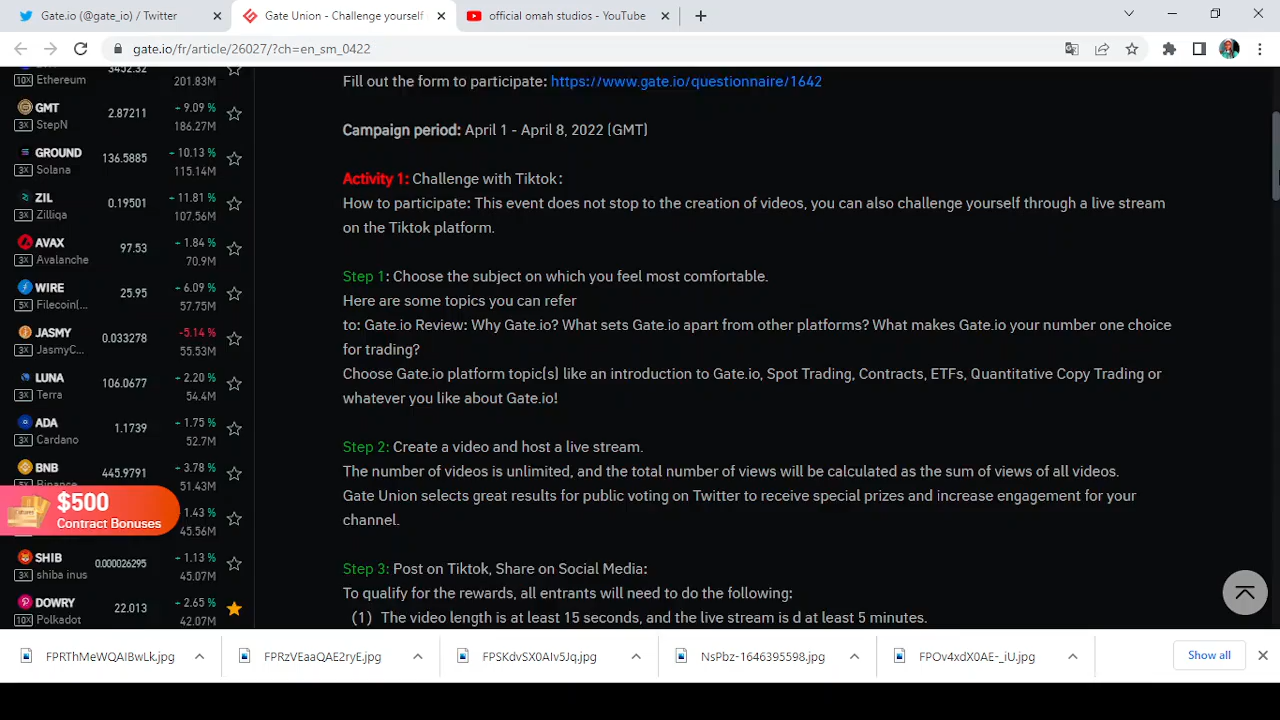 Gate.io (@gate_io) / Twitter
Gate Union - Challenge yourself
official omah studios - YouTube
gate.io/fr/article/26027/?ch=en_sm_0422
10X Ethereum 201.83M
GMT 2.87211 + 9.09 %
3X StepN 186.27M
GROUND 136.5885 + 10.13 %
3X Solana 115.14M
ZIL 0.19501 + 11.81 %
3X Zilliqa 107.56M
AVAX 97.53 + 1.84 %
3X Avalanche 70.9M
WIRE 25.95 + 6.09 %
5X Filecoin(... 57.75M
JASMY 0.033278 -5.14 %
3X JasmyC... 55.53M
LUNA 106.0677 + 2.20 %
3X Terra 54.4M
ADA 1.1739 + 1.75 %
3X Cardano 52.7M
BNB 445.9791 + 3.78 %
51.43M
$500
Contract Bonuses
1.43 %
45.56M
SHIB 0.000026295 + 1.13 %
3X shiba inus 45.07M
DOWRY 22.013 + 2.65 %
10X Polkadot 42.07M
Fill out the form to participate: https://www.gate.io/questionnaire/1642
Campaign period: April 1 - April 8, 2022 (GMT)
Activity 1: Challenge with Tiktok:
How to participate: This event does not stop to the creation of videos, you can also challenge yourself through a live stream
on the Tiktok platform.
Step 1: Choose the subject on which you feel most comfortable.
Here are some topics you can refer
to: Gate.io Review: Why Gate.io? What sets Gate.io apart from other platforms? What makes Gate.io your number one choice
for trading?
Choose Gate.io platform topic(s) like an introduction to Gate.io, Spot Trading, Contracts, ETFs, Quantitative Copy Trading or
whatever you like about Gate.io!
Step 2: Create a video and host a live stream.
The number of videos is unlimited, and the total number of views will be calculated as the sum of views of all videos.
Gate Union selects great results for public voting on Twitter to receive special prizes and increase engagement for your
channel.
Step 3: Post on Tiktok, Share on Social Media:
To qualify for the rewards, all entrants will need to do the following:
(1) The video length is at least 15 seconds, and the live stream is d at least 5 minutes.
FPRThMeWQAIBwLk.jpg
FPRzVEaaQAE2ryE.jpg
FPSKdvSX0AIv5Jq.jpg
NsPbz-1646395598.jpg
FPOv4xdX0AE-_iU.jpg
Show all